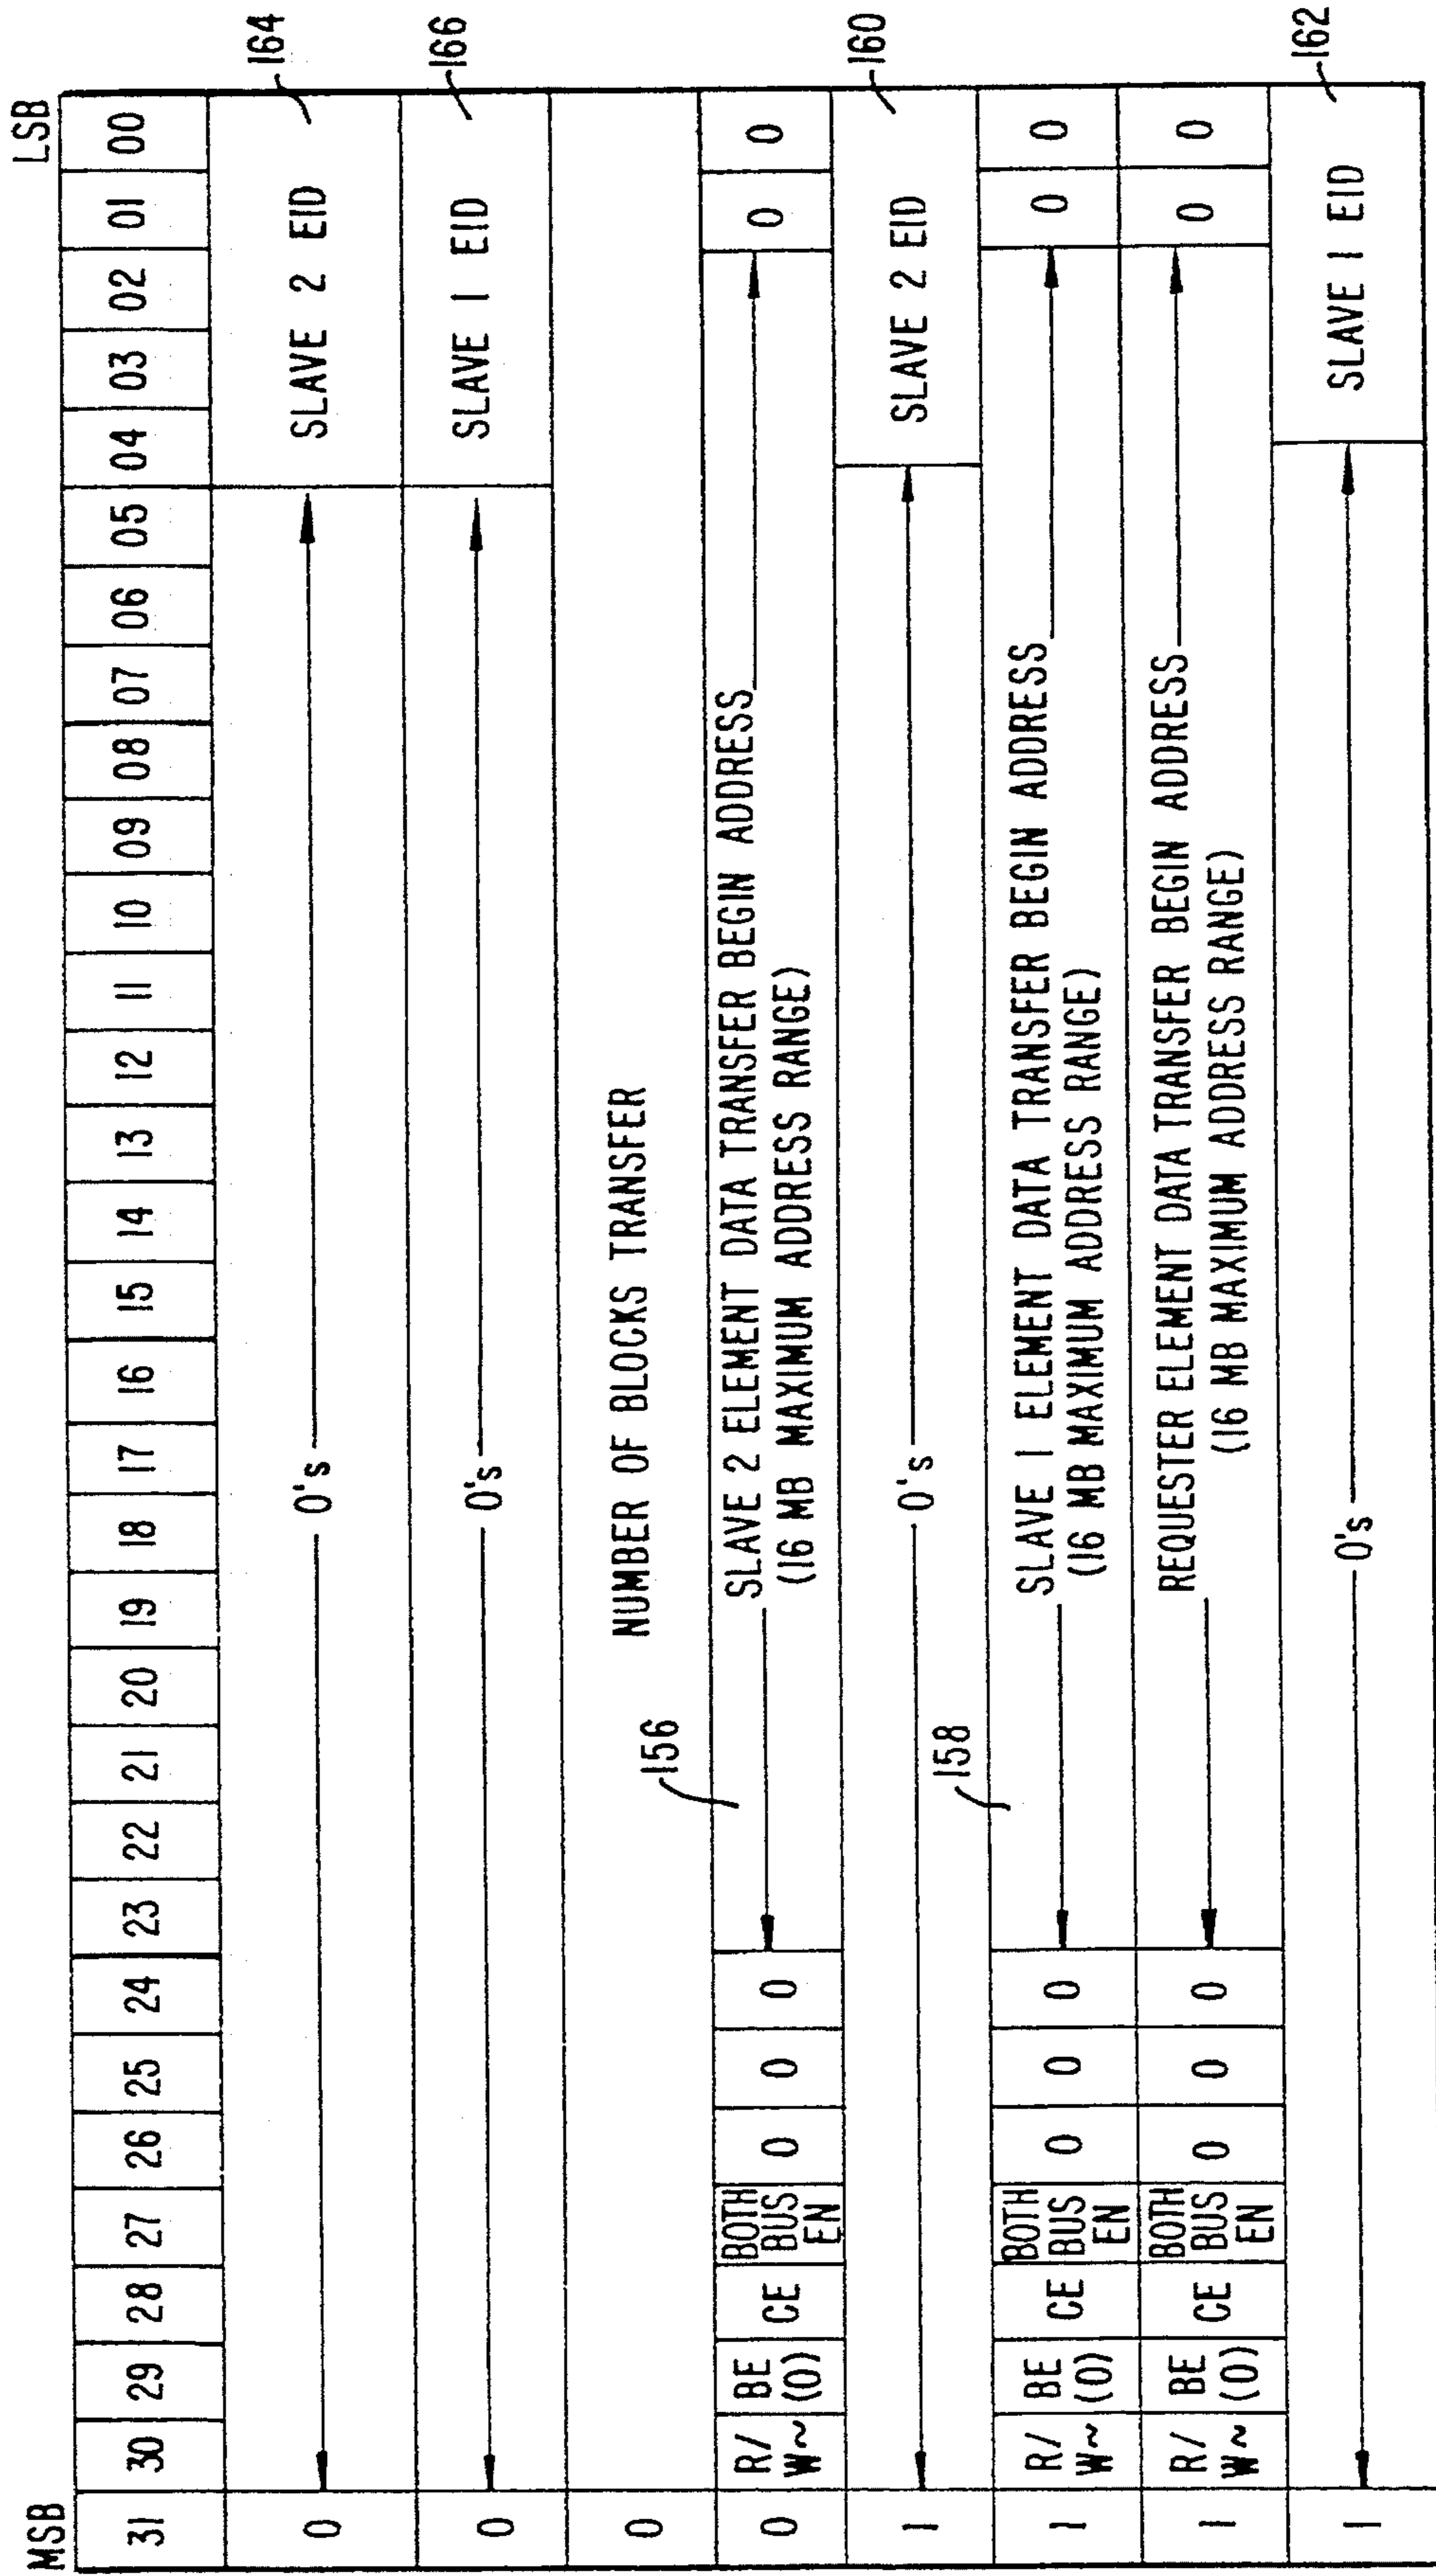 MSB LSB
31 30 29 28 27 26 25 24 23 22 21 20 19 18 17 16 15 14 13 12 11 10 09 08 07 06 05 04 03 02 01 00
0 0's SLAVE 2 EID 164
0 0's SLAVE 1 EID 166
0 NUMBER OF BLOCKS TRANSFER
156
0 R/ W~ BE (0) CE BOTH BUS EN 0 0 0 SLAVE 2 ELEMENT DATA TRANSFER BEGIN ADDRESS 0 0
(16 MB MAXIMUM ADDRESS RANGE)
1 0's SLAVE 2 EID 160
158
1 R/ W~ BE (0) CE BOTH BUS EN 0 0 0 SLAVE 1 ELEMENT DATA TRANSFER BEGIN ADDRESS 0 0
(16 MB MAXIMUM ADDRESS RANGE)
1 R/ W~ BE (0) CE BOTH BUS EN 0 0 0 REQUESTER ELEMENT DATA TRANSFER BEGIN ADDRESS 0 0
(16 MB MAXIMUM ADDRESS RANGE)
1 0's SLAVE 1 EID 162